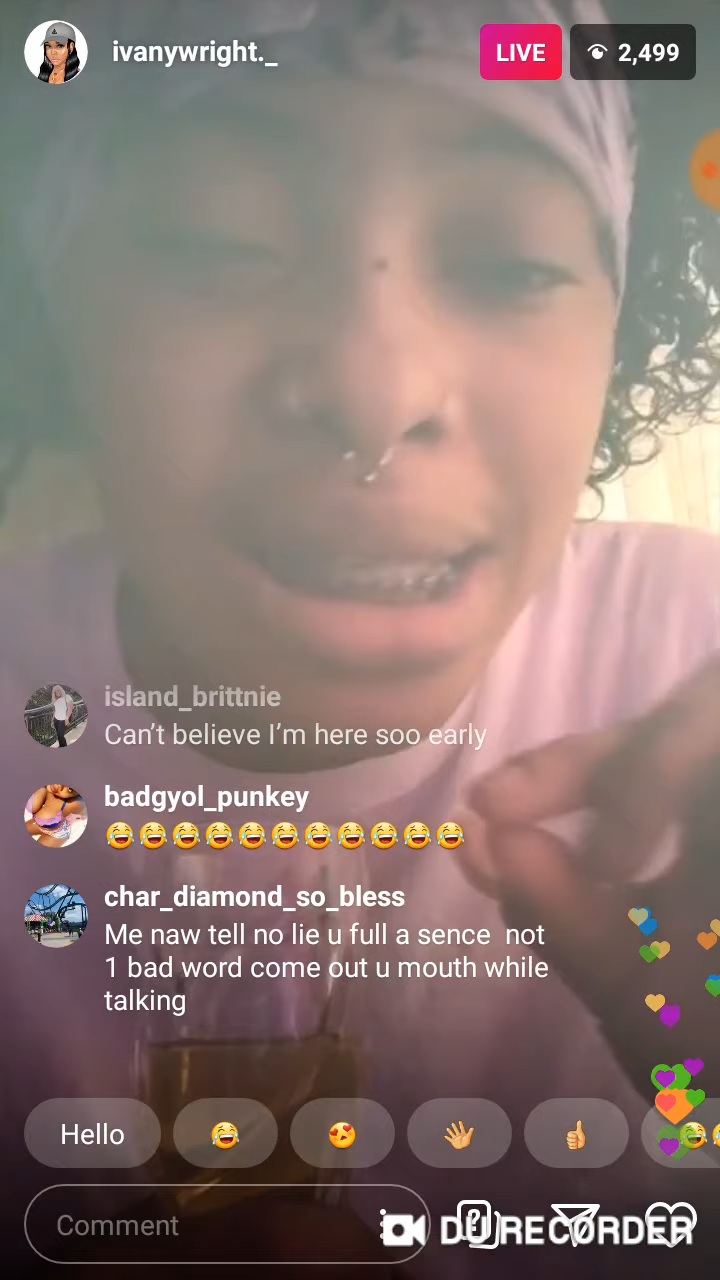 ivanywright._
LIVE
2,499
island_brittnie
Can't believe I'm here soo early
badgyol_punkey
😂😂😂😂😂😂😂😂😂😂😂
char_diamond_so_bless
Me naw tell no lie u full a sence not
1 bad word come out u mouth while
talking
Hello
Comment
DU RECORDER